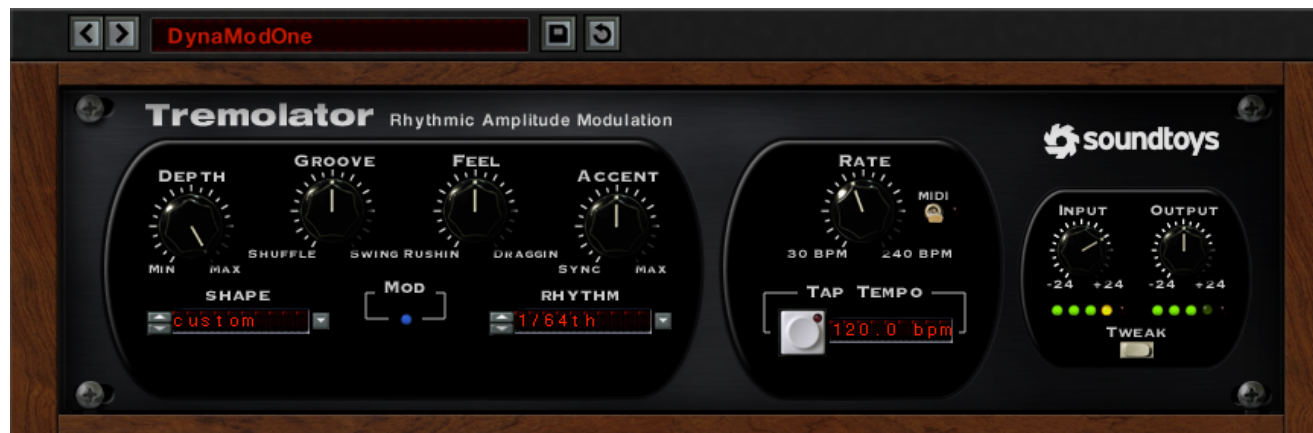 DynaModOne
Tremolator Rhythmic Amplitude Modulation
soundtoys
DEPTH
MIN MAX
GROOVE
SHUFFLE SWING
FEEL
RUSHIN DRAGGIN
ACCENT
SYNC MAX
SHAPE
custom
MOD
RHYTHM
1/64th
RATE
30 BPM 240 BPM
MIDI
TAP TEMPO
120.0 bpm
INPUT OUTPUT
-24 +24 -24 +24
TWEAK